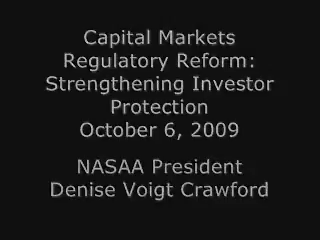 Capital Markets
Regulatory Reform:
Strengthening Investor
Protection
October 6, 2009
NASAA President
Denise Voigt Crawford